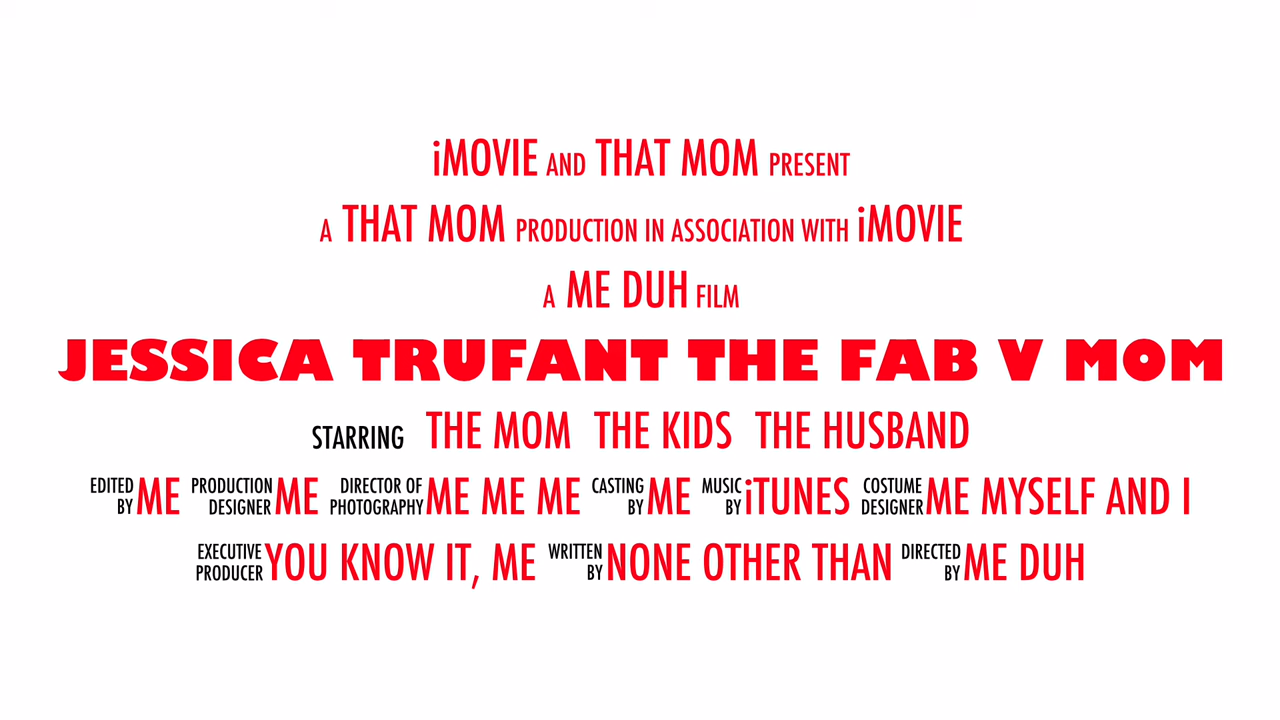 iMOVIE AND THAT MOM PRESENT
A THAT MOM PRODUCTION IN ASSOCIATION WITH iMOVIE
A ME DUH FILM
JESSICA TRUFANT THE FAB V MOM
STARRING THE MOM THE KIDS THE HUSBAND
EDITED BY ME PRODUCTION DESIGNER ME DIRECTOR OF PHOTOGRAPHY ME ME ME CASTING BY ME MUSIC BY iTUNES COSTUME DESIGNER ME MYSELF AND I
EXECUTIVE PRODUCER YOU KNOW IT, ME WRITTEN BY NONE OTHER THAN DIRECTED BY ME DUH